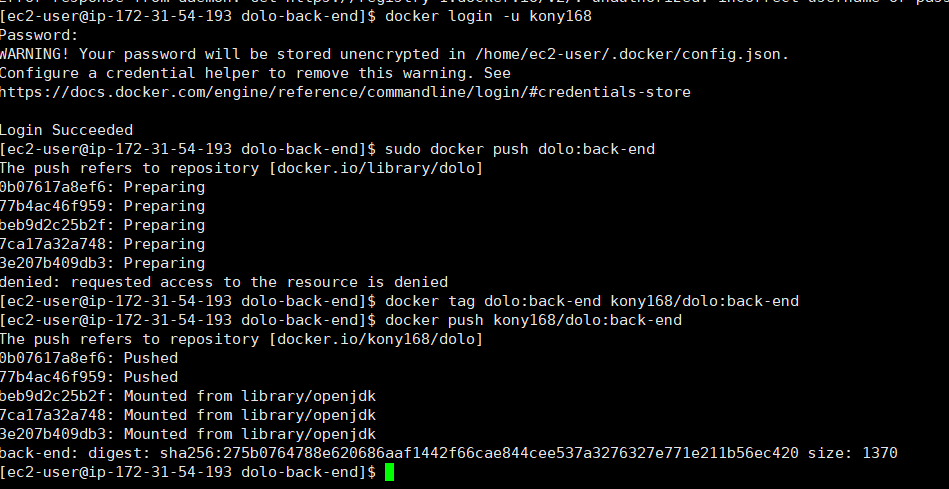 [ec2-user@ip-172-31-54-193 dolo-back-end]$ docker login -u kony168
Password:
WARNING! Your password will be stored unencrypted in /home/ec2-user/.docker/config.json.
Configure a credential helper to remove this warning. See
https://docs.docker.com/engine/reference/commandline/login/#credentials-store
Login Succeeded
[ec2-user@ip-172-31-54-193 dolo-back-end]$ sudo docker push dolo:back-end
The push refers to repository [docker.io/library/dolo]
0b07617a8ef6: Preparing
77b4ac46f959: Preparing
beb9d2c25b2f: Preparing
7ca17a32a748: Preparing
3e207b409db3: Preparing
denied: requested access to the resource is denied
[ec2-user@ip-172-31-54-193 dolo-back-end]$ docker tag dolo:back-end kony168/dolo:back-end
[ec2-user@ip-172-31-54-193 dolo-back-end]$ docker push kony168/dolo:back-end
The push refers to repository [docker.io/kony168/dolo]
0b07617a8ef6: Pushed
77b4ac46f959: Pushed
beb9d2c25b2f: Mounted from library/openjdk
7ca17a32a748: Mounted from library/openjdk
3e207b409db3: Mounted from library/openjdk
back-end: digest: sha256:275b0764788e620686aaf1442f66cae844cee537a3276327e771e211b56ec420 size: 1370
[ec2-user@ip-172-31-54-193 dolo-back-end]$